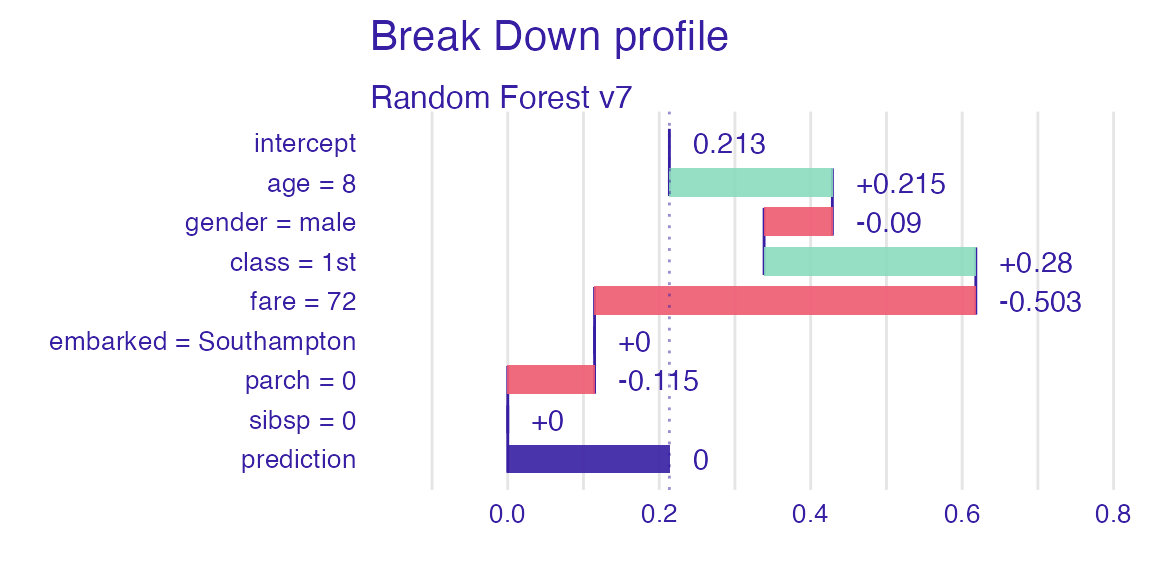 Break Down profile
Random Forest v7
intercept 0.213
age = 8 +0.215
gender = male -0.09
class = 1st +0.28
fare = 72 -0.503
embarked = Southampton +0
parch = 0 -0.115
sibsp = 0 +0
prediction 0
0.0 0.2 0.4 0.6 0.8